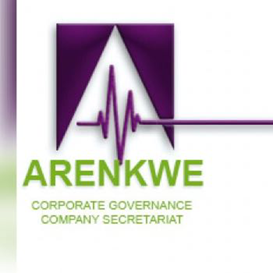 ARENKWE
CORPORATE GOVERNANCE
COMPANY SECRETARIAT